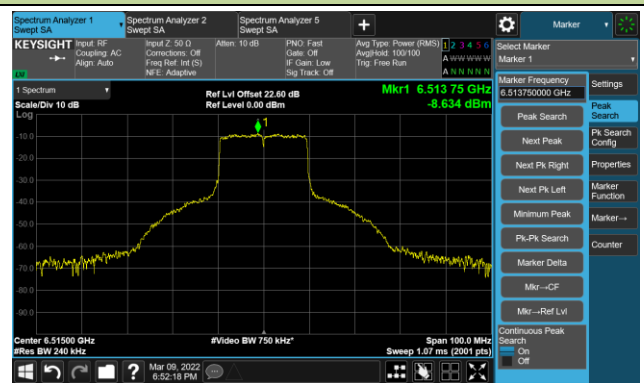 Spectrum Analyzer 1
Swept SA
Spectrum Analyzer 2
Swept SA
Spectrum Analyzer 5
Swept SA
Marker
KEYSIGHT
LW
Input: RF
Coupling: AC
Align: Auto
Input Z: 50 Ω
Corrections: Off
Freq Ref: Int (S)
NFE: Adaptive
Atten: 10 dB
PNO: Fast
Gate: Off
IF Gain: Low
Sig Track: Off
Avg Type: Power (RMS)
Avg|Hold: 100/100
Trig: Free Run
1 2 3 4 5 6
A W W W W W
A N N N N N
Select Marker
Marker 1
1 Spectrum
Scale/Div 10 dB
Log
Ref Lvl Offset 22.60 dB
Ref Level 0.00 dBm
Mkr1 6.513 75 GHz
-8.634 dBm
1
-10.0
-20.0
-30.0
-40.0
-50.0
-60.0
-70.0
-80.0
-90.0
Center 6.51500 GHz
#Res BW 240 kHz
#Video BW 750 kHz*
Span 100.0 MHz
Sweep 1.07 ms (2001 pts)
Marker Frequency
6.513750000 GHz
Peak Search
Next Peak
Next Pk Right
Next Pk Left
Minimum Peak
Pk-Pk Search
Marker Delta
Mkr→CF
Mkr→Ref Lvl
Continuous Peak
Search
On
Off
Settings
Peak
Search
Pk Search
Config
Properties
Marker
Function
Marker→
Counter
?
Mar 09, 2022
6:52:18 PM